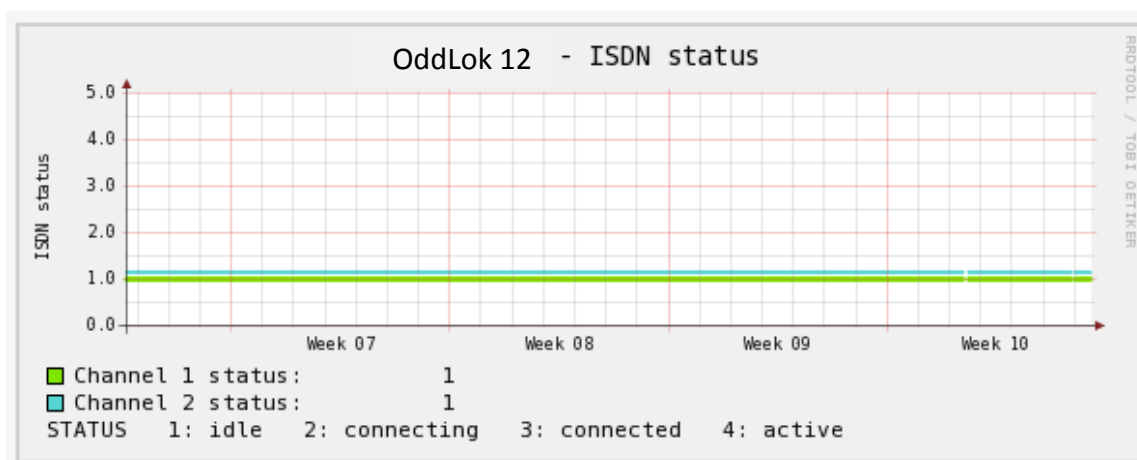 OddLok 12 - ISDN status
RRDTOOL / TOBI OETIKER
ISDN status
5.0
4.0
3.0
2.0
1.0
0.0
Week 07 Week 08 Week 09 Week 10
Channel 1 status: 1
Channel 2 status: 1
STATUS 1: idle 2: connecting 3: connected 4: active